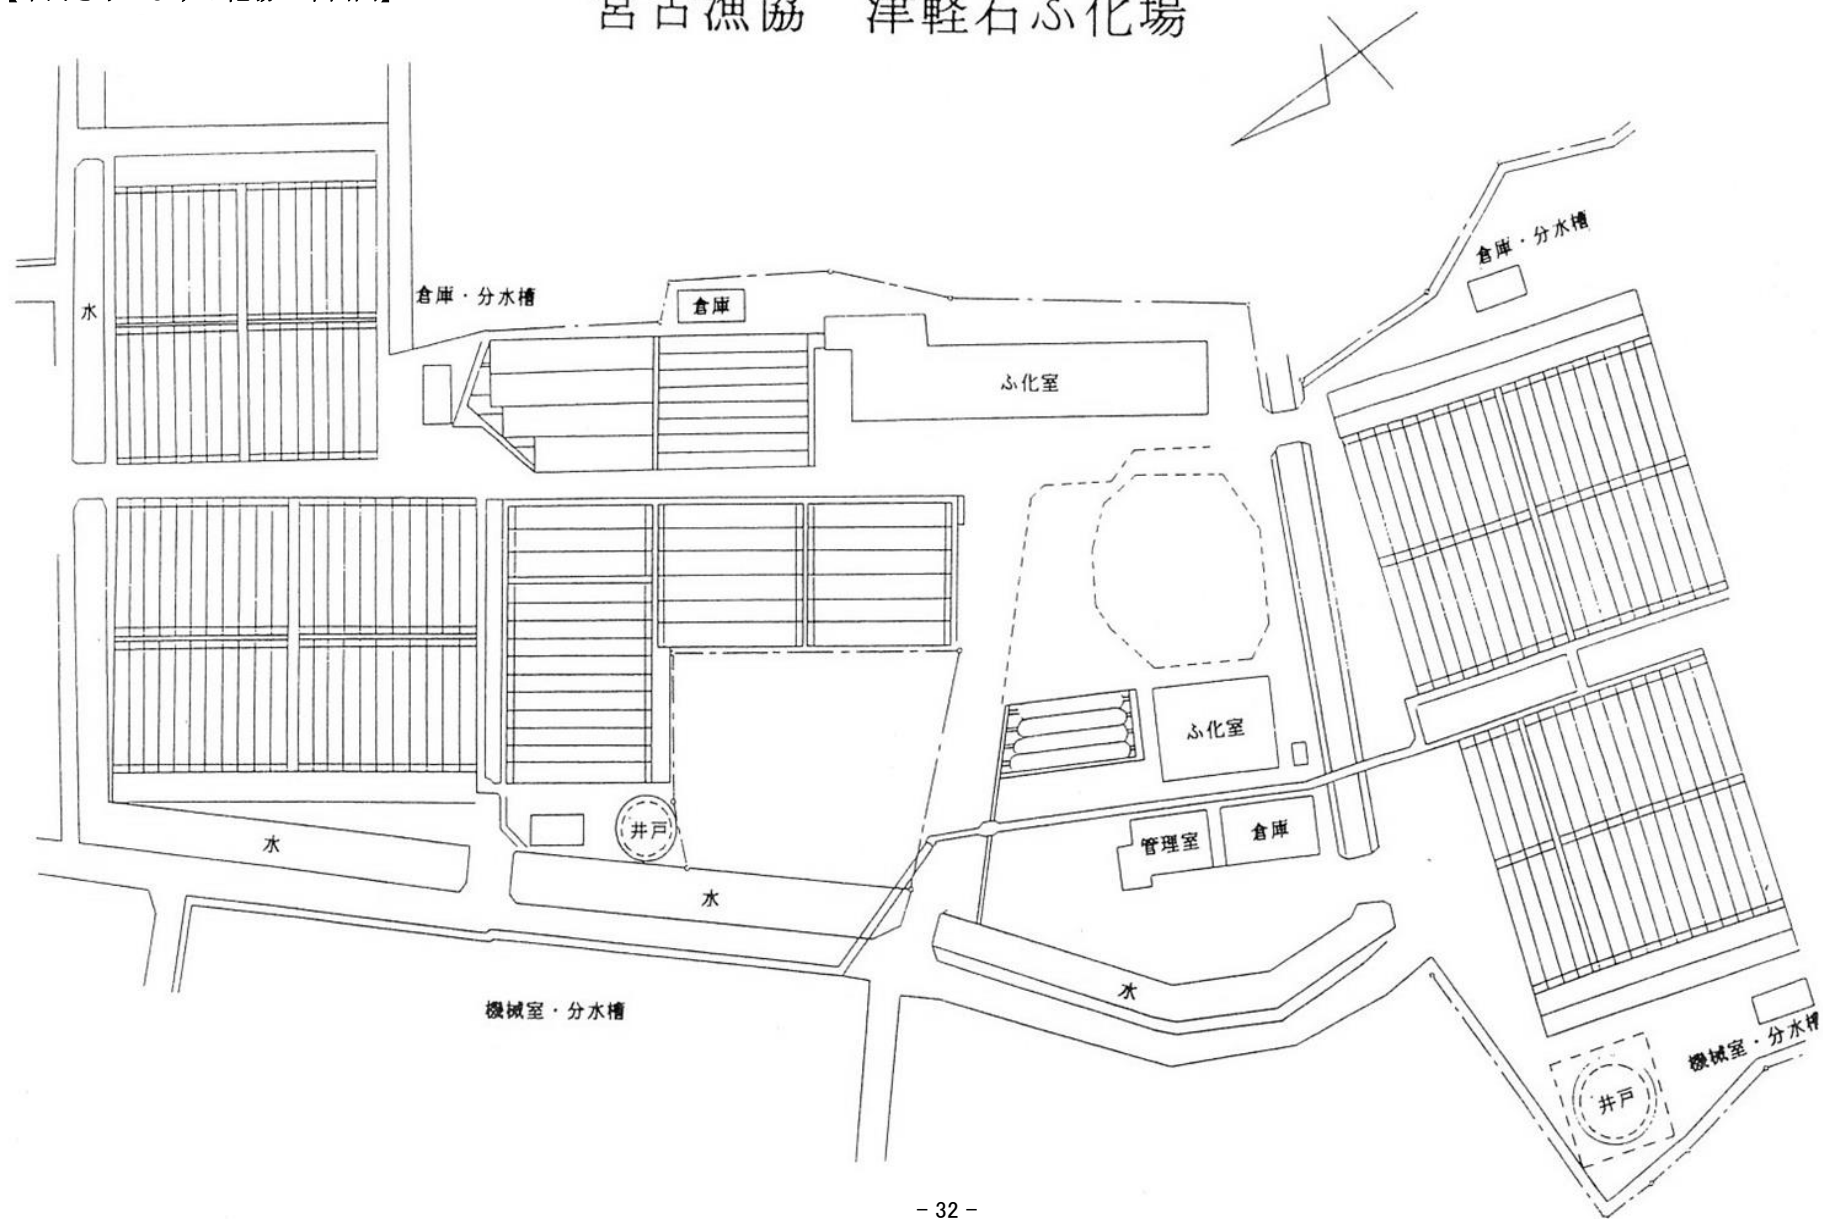 宮古漁協 津軽石ふ化場
倉庫・分水槽
倉庫・分水槽
倉庫
水
ふ化室
ふ化室
井戸
管理室
倉庫
水
水
水
機械室・分水槽
機械室・分水槽
井戸
- 32 -